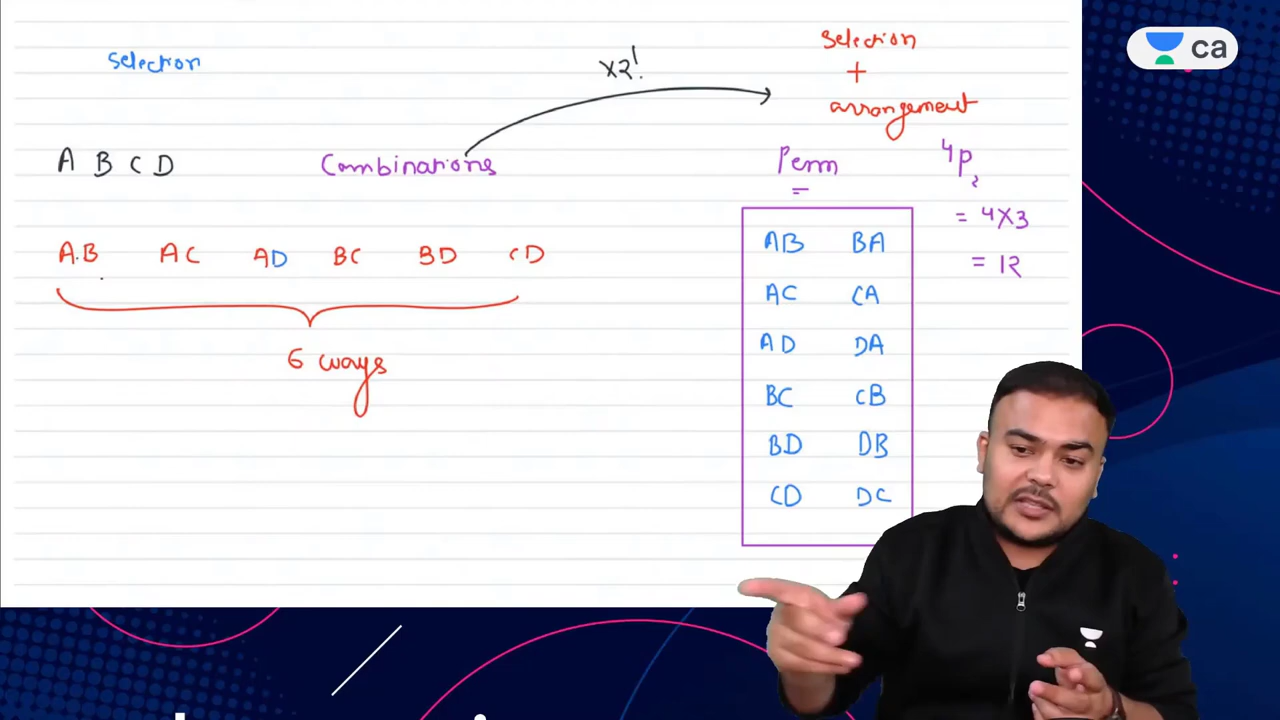 Selection
x2!
Selection
+
arrangement
ca
A B C D
Combinations
Perm
=
4P2
= 4x3
= 12
A.B AC AD BC BD CD
6 ways
AB BA
AC CA
AD DA
BC CB
BD DB
CD DC